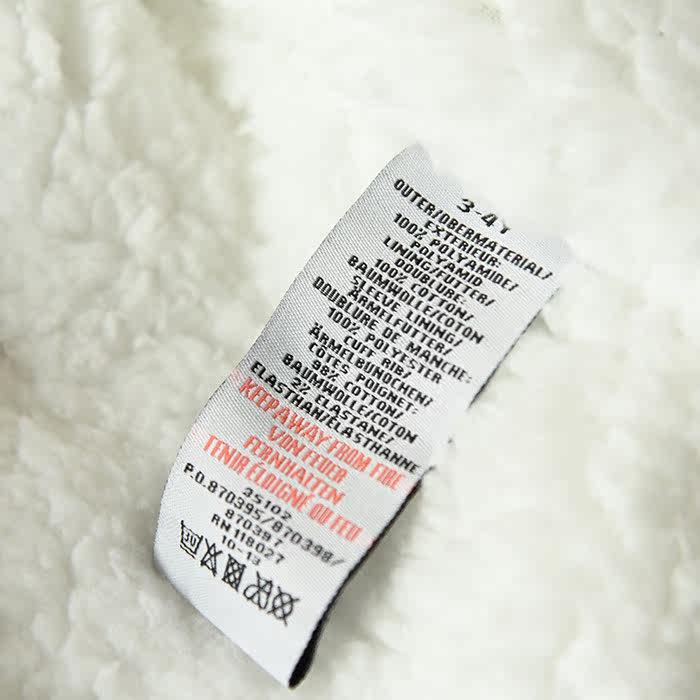 3-4Y
OUTER/OBERMATERIAL/
EXTERIEUR:
100% POLYAMIDE/
POLYAMID
LINING/FUTTER/
DOUBLURE:
100% COTTON/
BAUMWOLLE/COTON
SLEEVE LINING/
ÄRMELFUTTER/
DOUBLURE DE MANCHE:
100% POLYESTER
CUFF RIB/
ÄRMELBUNDCHEN/
CÔTES POIGNET:
98% COTTON/
BAUMWOLLE/COTON
2% ELASTANE/
ELASTHAN/ELASTHANNE
KEEP AWAY FROM FIRE
VON FEUER
FERNHALTEN
TENIR ÉLOIGNÉ OU FEU
35102
P.O.870395/870398/
870397
RN 118027
10-13